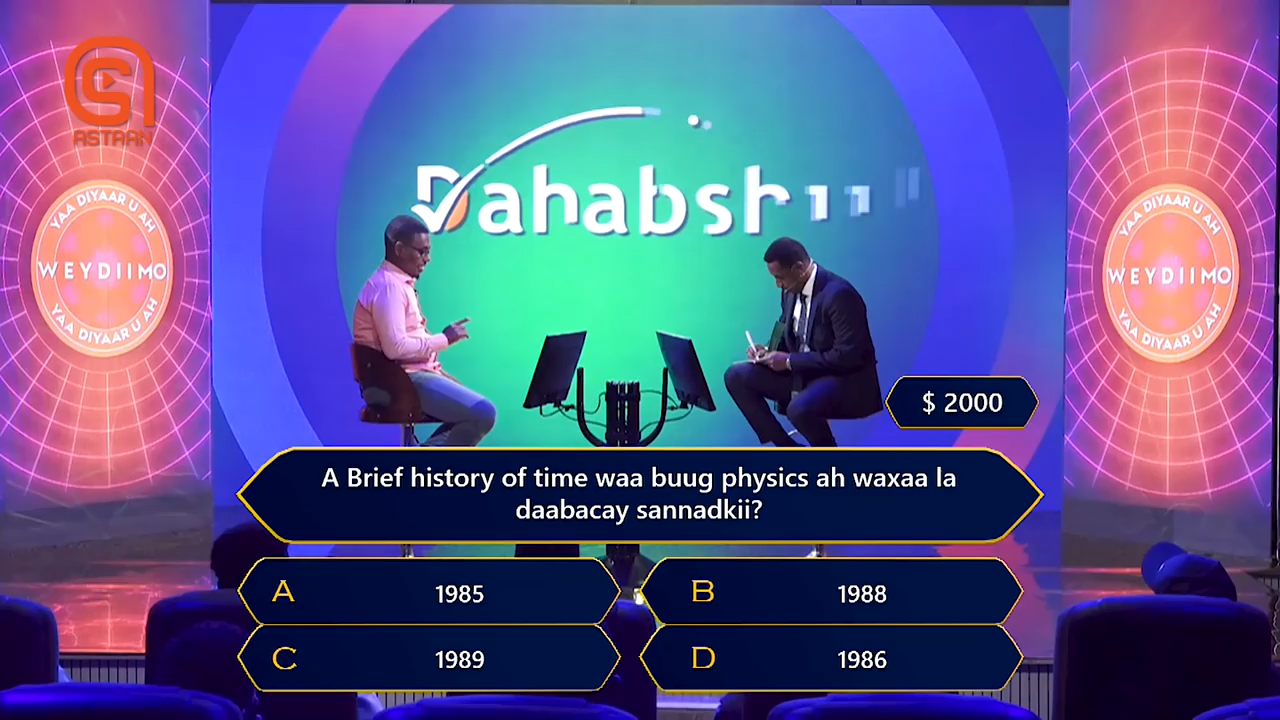 ASTAAN
Dahabsh
YAA DIYAAR U AH
WEYDIIMO
YAA DIYAAR U AH
YAA DIYAAR U AH
WEYDIIMO
YAA DIYAAR U AH
$ 2000
A Brief history of time waa buug physics ah waxaa la
daabacay sannadkii?
A 1985
B 1988
C 1989
D 1986